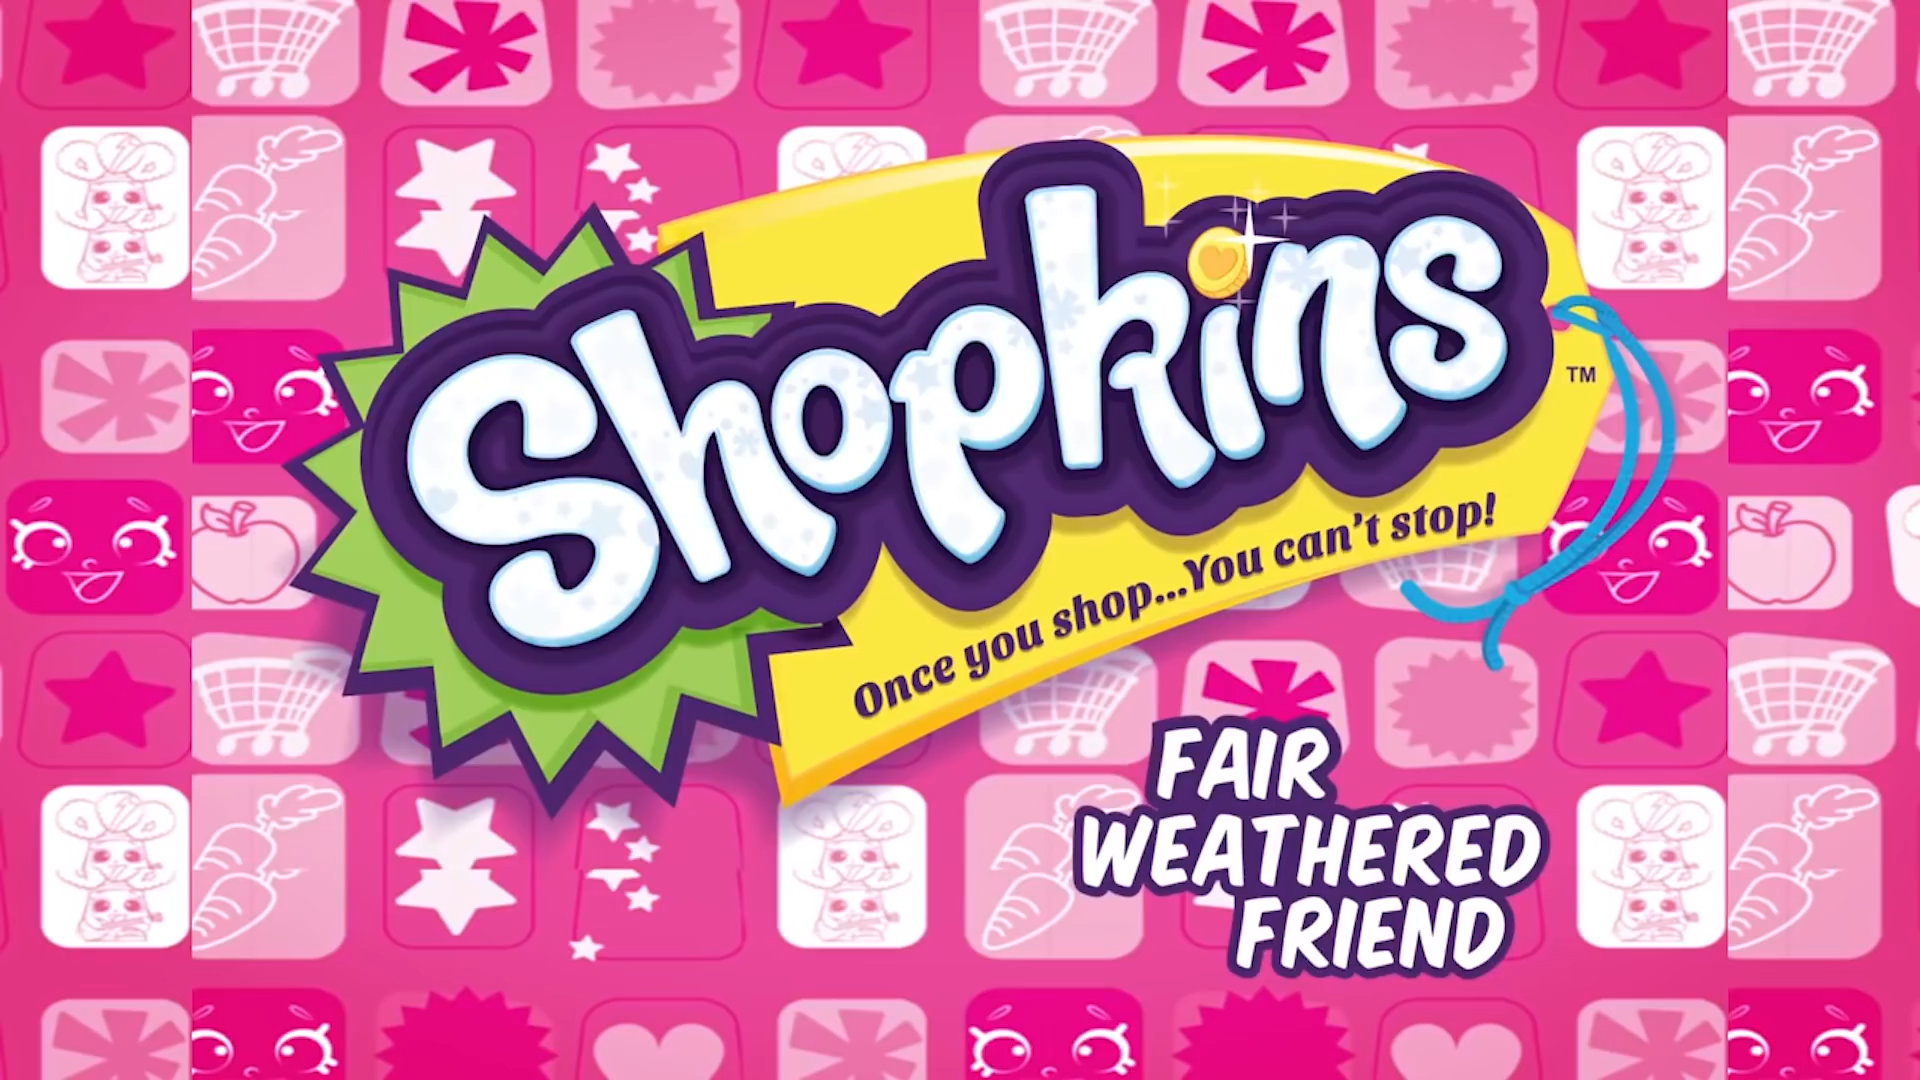 Shopkins
TM
Once you shop...You can't stop!
FAIR
WEATHERED
FRIEND